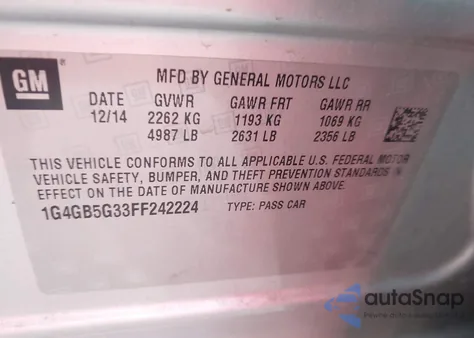 GM
MFD BY GENERAL MOTORS LLC
DATE GVWR GAWR FRT GAWR RR
12/14 2262 KG 1193 KG 1069 KG
4987 LB 2631 LB 2356 LB
THIS VEHICLE CONFORMS TO ALL APPLICABLE U.S. FEDERAL MOTOR
VEHICLE SAFETY, BUMPER, AND THEFT PREVENTION STANDARDS IN
EFFECT ON THE DATE OF MANUFACTURE SHOWN ABOVE.
1G4GB5G33FF242224 TYPE: PASS CAR
autoSnap